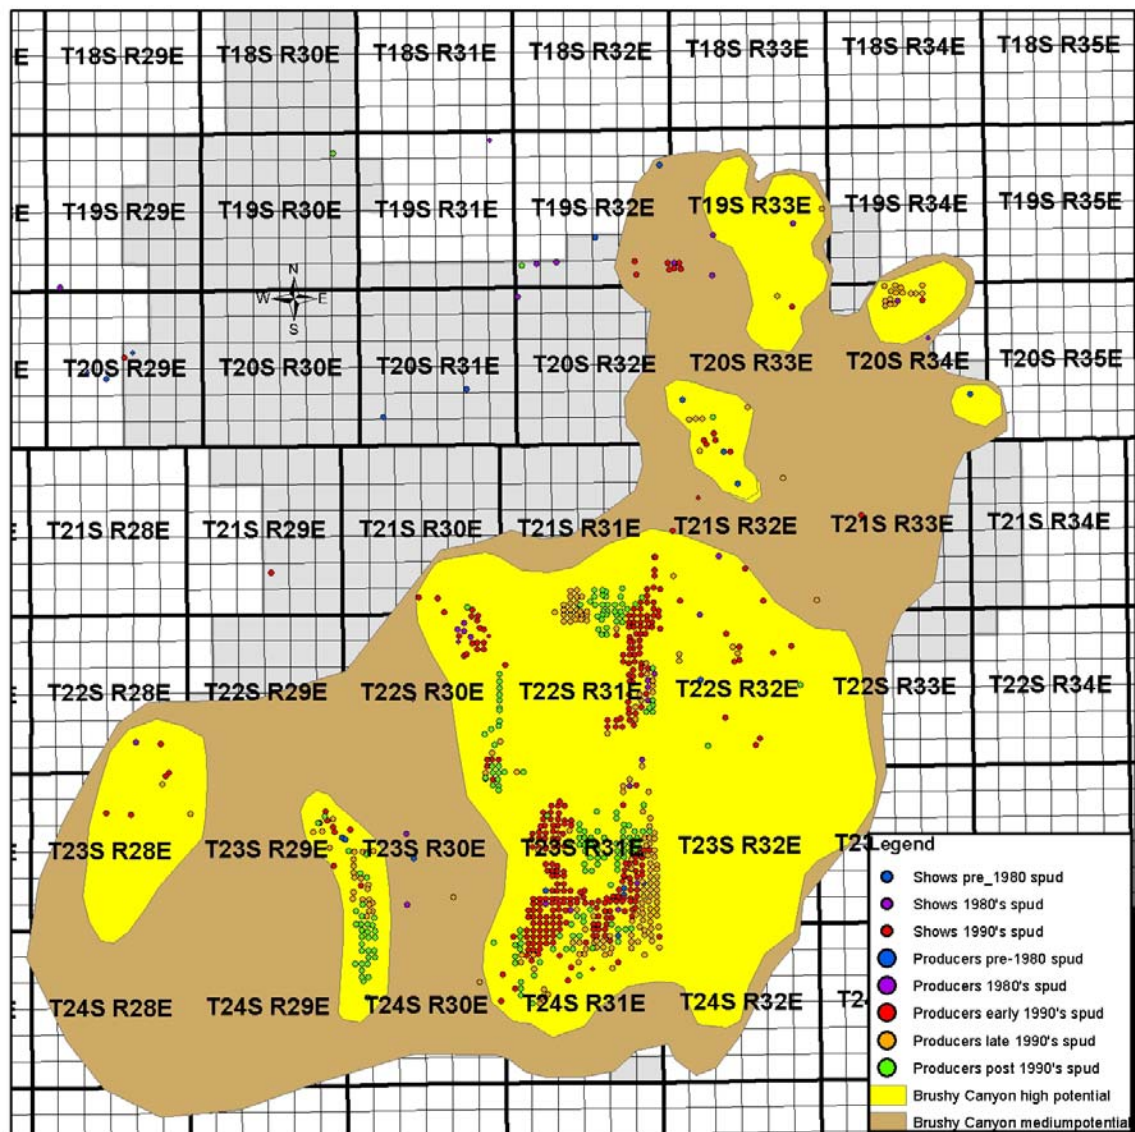 E T18S R29E T18S R30E T18S R31E T18S R32E T18S R33E T18S R34E T18S R35E
E T19S R29E T19S R30E T19S R31E T19S R32E T19S R33E T19S R34E T19S R35E
N
W E
S
E T20S R29E T20S R30E T20S R31E T20S R32E T20S R33E T20S R34E T20S R35E
T21S R28E T21S R29E T21S R30E T21S R31E T21S R32E T21S R33E T21S R34E
T22S R28E T22S R29E T22S R30E T22S R31E T22S R32E T22S R33E T22S R34E
T23S R28E T23S R29E T23S R30E T23S R31E T23S R32E T23
T24S R28E T24S R29E T24S R30E T24S R31E T24S R32E T24
Legend
Shows pre_1980 spud
Shows 1980's spud
Shows 1990's spud
Producers pre-1980 spud
Producers 1980's spud
Producers early 1990's spud
Producers late 1990's spud
Producers post 1990's spud
Brushy Canyon high potential
Brushy Canyon mediumpotential